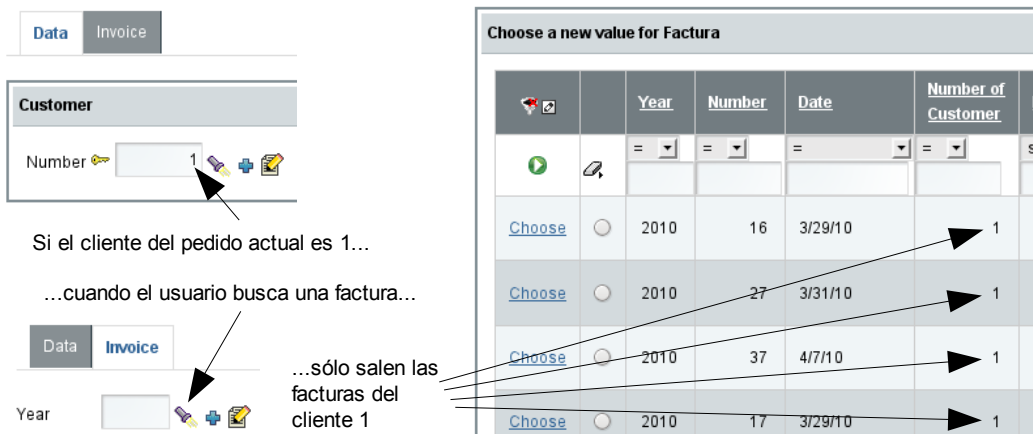 Data Invoice
Customer
Number 1
Si el cliente del pedido actual es 1...
...cuando el usuario busca una factura...
Data Invoice
Year
...sólo salen las
facturas del
cliente 1
Choose a new value for Factura
Year Number Date Number of
Customer
= = = =
Choose 2010 16 3/29/10 1
Choose 2010 27 3/31/10 1
Choose 2010 37 4/7/10 1
Choose 2010 17 3/29/10 1